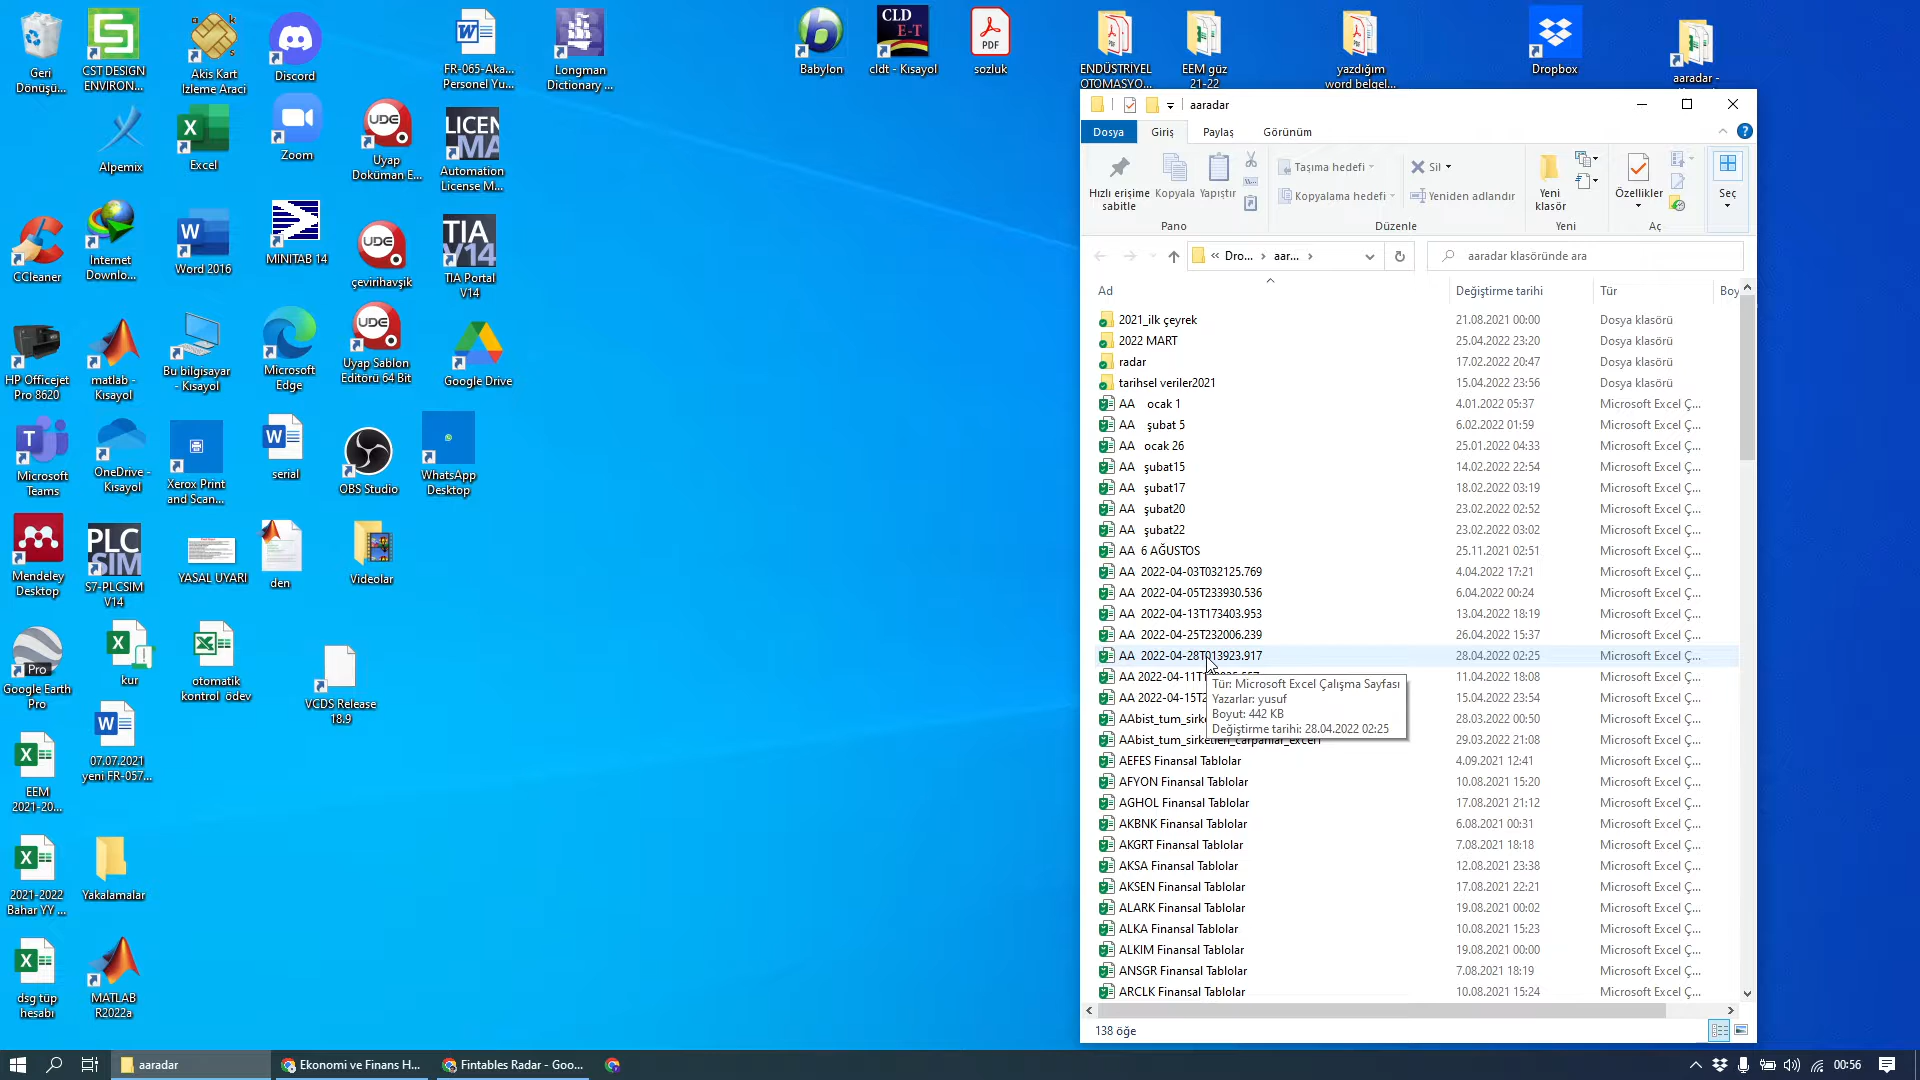 Geri
Dönüşü...
CST DESIGN
ENVIRON...
Akis Kart
Izleme Aracı
Discord
FR-065-Aka...
Personel Yu...
Longman
Dictionary ...
Babylon
CLD
E-T
cldt - Kısayol
PDF
sozluk
ENDÜSTRİYEL
OTOMASYO...
EEM güz
21-22
yazdığım
word belgel...
Dropbox
aaradar -
Alpemix
Excel
Zoom
UDE
Uyap
Doküman E...
LICEN
MA
Automation
License M...
CCleaner
Internet
Downlo...
Word 2016
MINITAB 14
UDE
çevirihavşik
TIA
V14
TIA Portal
V14
HP Officejet
Pro 8620
matlab -
Kısayol
Bu bilgisayar
- Kısayol
Microsoft
Edge
UDE
Uyap Sablon
Editörü 64 Bit
Google Drive
Microsoft
Teams
OneDrive -
Kısayol
Xerox Print
and Scan...
serial
OBS Studio
WhatsApp
Desktop
Mendeley
Desktop
PLC
SIM
S7-PLCSIM
V14
YASAL UYARI
den
Videolar
Pro
Google Earth
Pro
kur
otomatik
kontrol ödev
VCDS Release
18.9
EEM
2021-20...
07.07.2021
yeni FR-057...
2021-2022
Bahar YY ...
Yakalamalar
dsg tüp
hesabı
MATLAB
R2022a
aaradar
Dosya Giriş Paylaş Görünüm
Hızlı erişime
sabitle
Kopyala
Yapıştır
Taşıma hedefi
Kopyalama hedefi
Sil
Yeniden adlandır
Yeni
klasör
Özellikler
Seç
Pano Düzenle Yeni Aç
« Dro... › aar... ›
aaradar klasöründe ara
Ad Değiştirme tarihi Tür Boy
2021_ilk çeyrek 21.08.2021 00:00 Dosya klasörü
2022 MART 25.04.2022 23:20 Dosya klasörü
radar 17.02.2022 20:47 Dosya klasörü
tarihsel veriler2021 15.04.2022 23:56 Dosya klasörü
AA ocak 1 4.01.2022 05:37 Microsoft Excel Ç...
AA şubat 5 6.02.2022 01:59 Microsoft Excel Ç...
AA ocak 26 25.01.2022 04:33 Microsoft Excel Ç...
AA şubat15 14.02.2022 22:54 Microsoft Excel Ç...
AA şubat17 18.02.2022 03:19 Microsoft Excel Ç...
AA şubat20 23.02.2022 02:52 Microsoft Excel Ç...
AA şubat22 23.02.2022 03:02 Microsoft Excel Ç...
AA 6 AĞUSTOS 25.11.2021 02:51 Microsoft Excel Ç...
AA 2022-04-03T032125.769 4.04.2022 17:21 Microsoft Excel Ç...
AA 2022-04-05T233930.536 6.04.2022 00:24 Microsoft Excel Ç...
AA 2022-04-13T173403.953 13.04.2022 18:19 Microsoft Excel Ç...
AA 2022-04-25T232006.239 26.04.2022 15:37 Microsoft Excel Ç...
AA 2022-04-28T013923.917 28.04.2022 02:25 Microsoft Excel Ç...
AA 2022-04-11T 11.04.2022 18:08 Microsoft Excel Ç...
AA 2022-04-15T2 15.04.2022 23:54 Microsoft Excel Ç...
AAbist_tum_sirke 28.03.2022 00:50 Microsoft Excel Ç...
AAbist_tum_sirketleri_carpanlar_excel1 29.03.2022 21:08 Microsoft Excel Ç...
Tür: Microsoft Excel Çalışma Sayfası
Yazarlar: yusuf
Boyut: 442 KB
Değiştirme tarihi: 28.04.2022 02:25
AEFES Finansal Tablolar 4.09.2021 12:41 Microsoft Excel Ç...
AFYON Finansal Tablolar 10.08.2021 15:20 Microsoft Excel Ç...
AGHOL Finansal Tablolar 17.08.2021 21:12 Microsoft Excel Ç...
AKBNK Finansal Tablolar 6.08.2021 00:31 Microsoft Excel Ç...
AKGRT Finansal Tablolar 7.08.2021 18:18 Microsoft Excel Ç...
AKSA Finansal Tablolar 12.08.2021 23:38 Microsoft Excel Ç...
AKSEN Finansal Tablolar 17.08.2021 22:21 Microsoft Excel Ç...
ALARK Finansal Tablolar 19.08.2021 00:02 Microsoft Excel Ç...
ALKA Finansal Tablolar 10.08.2021 15:23 Microsoft Excel Ç...
ALKIM Finansal Tablolar 19.08.2021 00:00 Microsoft Excel Ç...
ANSGR Finansal Tablolar 7.08.2021 18:19 Microsoft Excel Ç...
ARCLK Finansal Tablolar 10.08.2021 15:24 Microsoft Excel Ç...
138 öğe
aaradar
Ekonomi ve Finans H...
Fintables Radar - Goo...
00:56